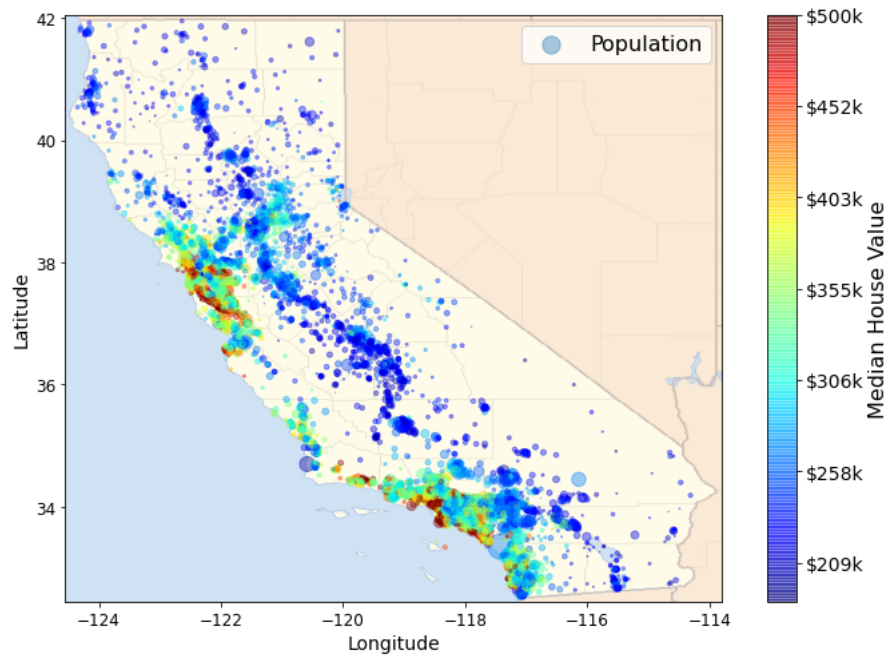 42
40
38
36
34
Latitude
−124
−122
−120
−118
−116
−114
Longitude
Population
$500k
$452k
$403k
$355k
$306k
$258k
$209k
Median House Value